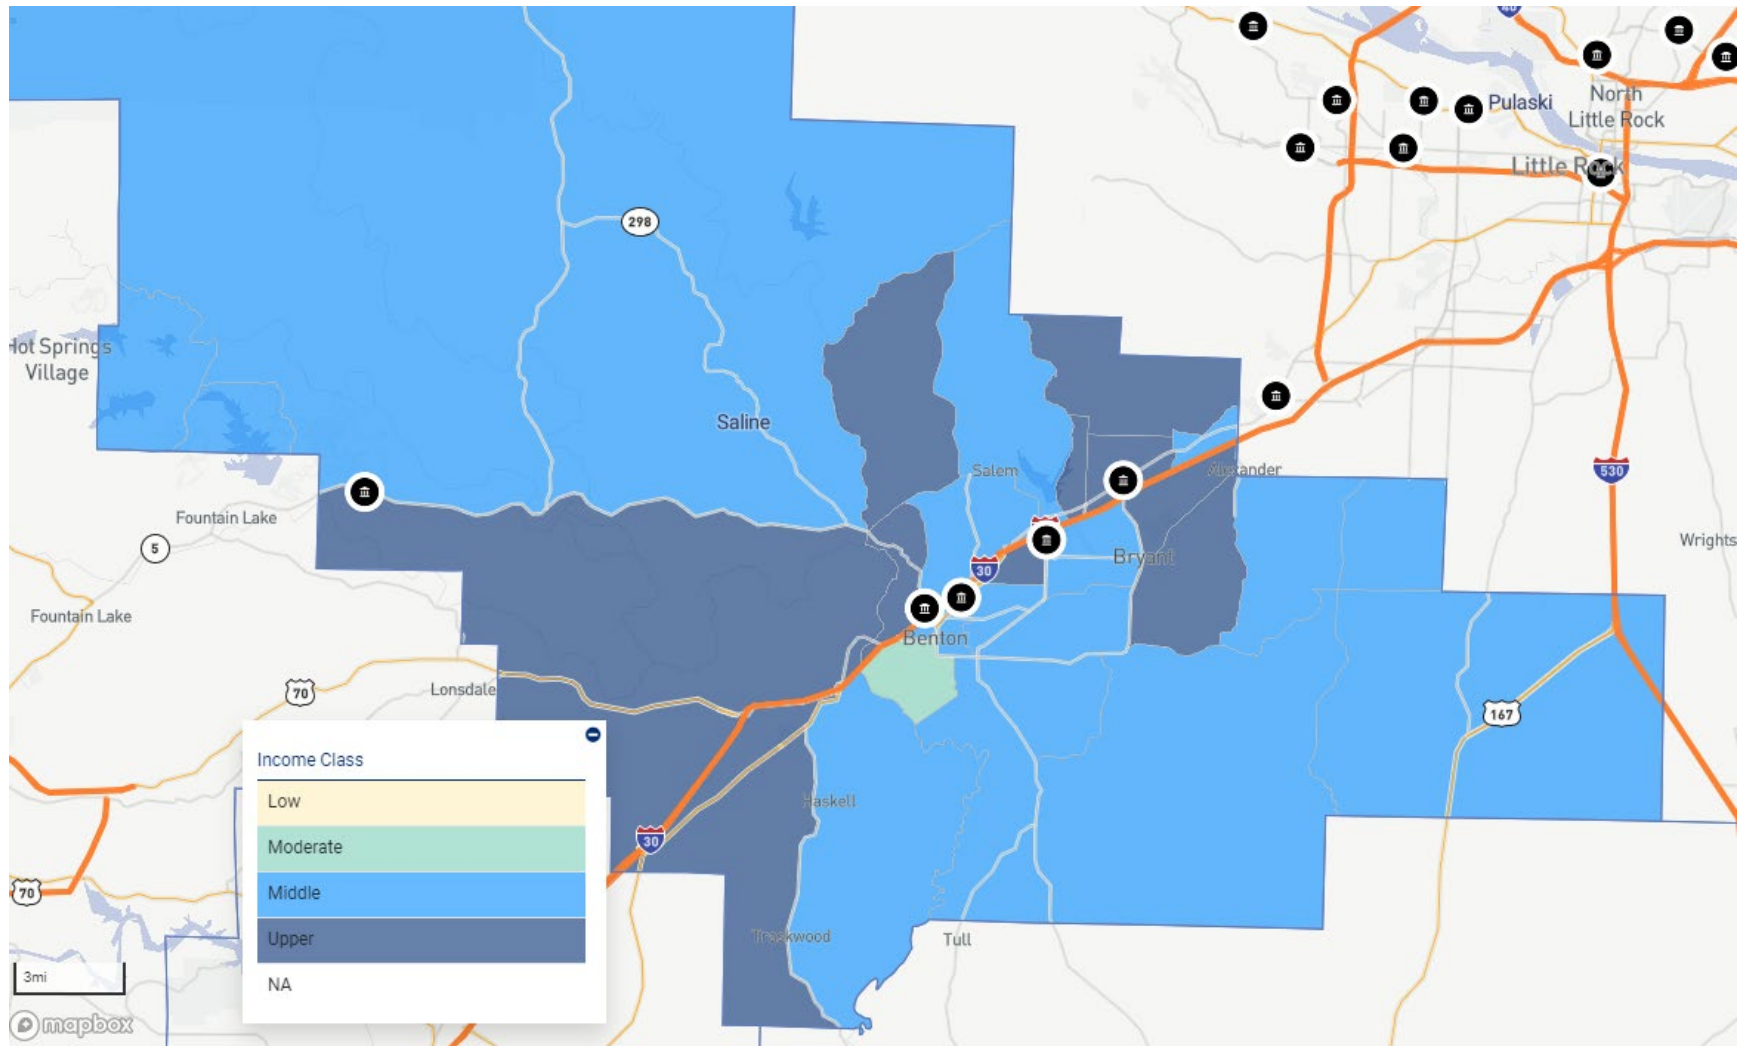 40
Pulaski
North
Little Rock
Little Rock
298
Hot Springs
Village
Saline
Salem
Alexander
530
Fountain Lake
5
Wrights
30
Bryant
Fountain Lake
Benton
Lonsdale
70
167
Income Class
Low
Moderate
Middle
Upper
NA
Haskell
30
70
Traskwood
Tull
3mi
mapbox